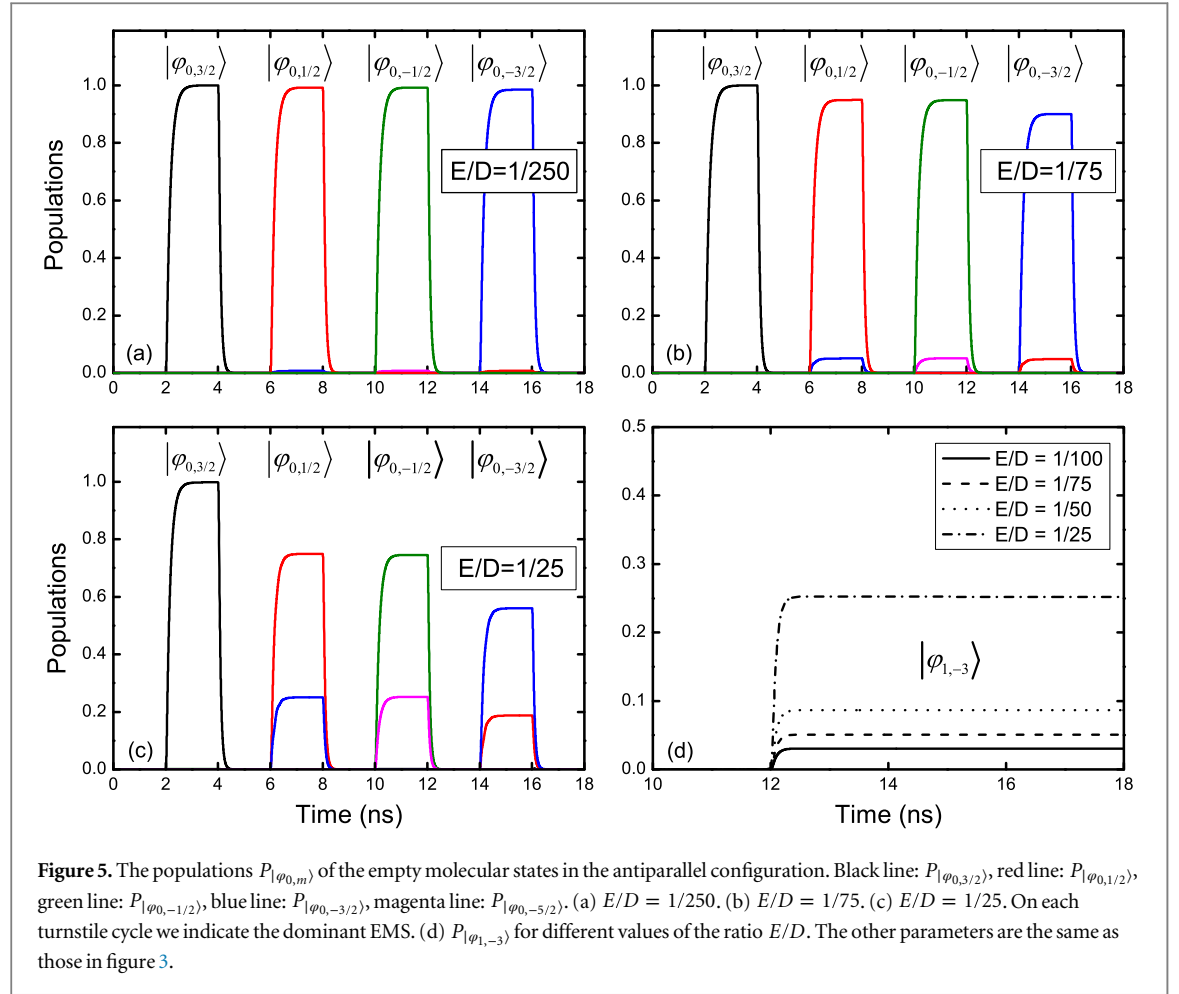 |φ0,3/2⟩ |φ0,1/2⟩ |φ0,−1/2⟩ |φ0,−3/2⟩
1.0
0.8
0.6
0.4
0.2
0.0
Populations
E/D=1/250
(a)
0 2 4 6 8 10 12 14 16 18
|φ0,3/2⟩ |φ0,1/2⟩ |φ0,−1/2⟩ |φ0,−3/2⟩
1.0
0.8
0.6
0.4
0.2
0.0
E/D=1/75
(b)
0 2 4 6 8 10 12 14 16 18
|φ0,3/2⟩ |φ0,1/2⟩ |φ0,−1/2⟩ |φ0,−3/2⟩
1.0
0.8
0.6
0.4
0.2
0.0
Populations
E/D=1/25
(c)
0 2 4 6 8 10 12 14 16 18
Time (ns)
0.5
0.4
0.3
0.2
0.1
0.0
E/D = 1/100
E/D = 1/75
E/D = 1/50
E/D = 1/25
|φ1,−3⟩
(d)
10 12 14 16 18
Time (ns)
Figure 5. The populations P|φ0,m⟩ of the empty molecular states in the antiparallel configuration. Black line: P|φ0,3/2⟩, red line: P|φ0,1/2⟩,
green line: P|φ0,−1/2⟩, blue line: P|φ0,−3/2⟩, magenta line: P|φ0,−5/2⟩. (a) E/D = 1/250. (b) E/D = 1/75. (c) E/D = 1/25. On each
turnstile cycle we indicate the dominant EMS. (d) P|φ1,−3⟩ for different values of the ratio E/D. The other parameters are the same as
those in figure 3.